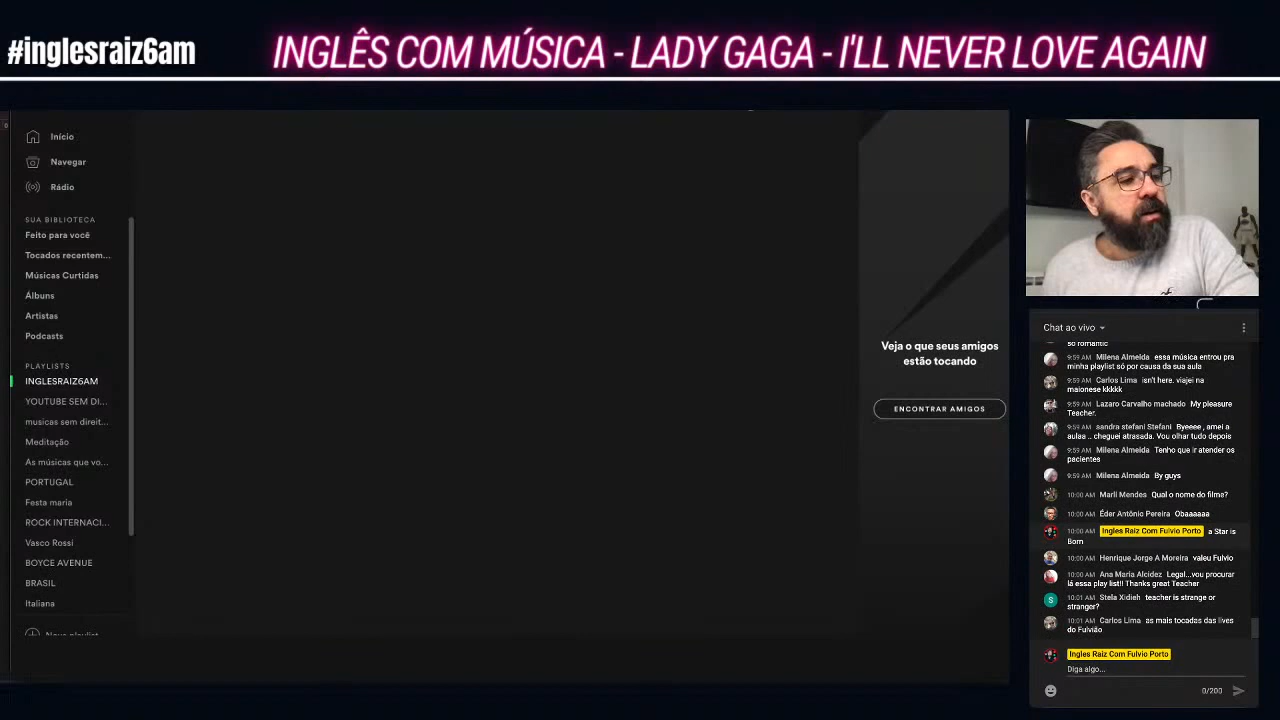 #inglesraiz6am
INGLÊS COM MÚSICA - LADY GAGA - I'LL NEVER LOVE AGAIN
Início
Navegar
Rádio
SUA BIBLIOTECA
Feito para você
Tocados recentem...
Músicas Curtidas
Álbuns
Artistas
Podcasts
PLAYLISTS
INGLESRAIZ6AM
YOUTUBE SEM DI...
musicas sem direit...
Meditação
As músicas que vo...
PORTUGAL
Festa maria
ROCK INTERNACI...
Vasco Rossi
BOYCE AVENUE
BRASIL
Italiana
Nova playlist
Veja o que seus amigos
estão tocando
ENCONTRAR AMIGOS
Chat ao vivo
so romantic
9:59 AM Milena Almeida essa música entrou pra
minha playlist só por causa da sua aula
9:59 AM Carlos Lima isn't here. viajei na
maionese kkkkk
9:59 AM Lazaro Carvalho machado My pleasure
Teacher.
9:59 AM sandra stefani Stefani Byeeee , amei a
aulaa .. cheguei atrasada. Vou olhar tudo depois
9:59 AM Milena Almeida Tenho que ir atender os
pacientes
9:59 AM Milena Almeida By guys
10:00 AM Marli Mendes Qual o nome do filme?
10:00 AM Éder Antônio Pereira Obaaaaaa
10:00 AM Ingles Raiz Com Fulvio Porto a Star is
Born
10:00 AM Henrique Jorge A Moreira valeu Fulvio
10:00 AM Ana Maria Alcidez Legal...vou procurar
lá essa play list!! Thanks great Teacher
S
10:01 AM Stela Xidieh teacher is strange or
stranger?
10:01 AM Carlos Lima as mais tocadas das lives
do Fulvião
Ingles Raiz Com Fulvio Porto
Diga algo...
0/200